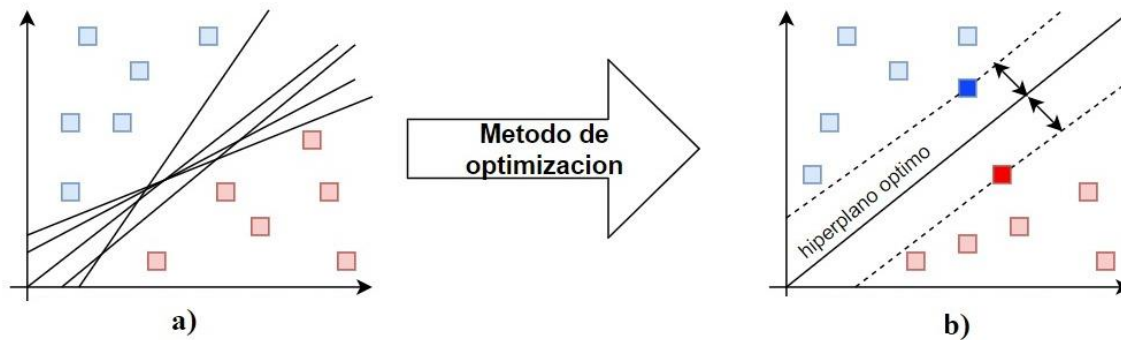 Metodo de
optimizacion
hiperplano optimo
a)
b)